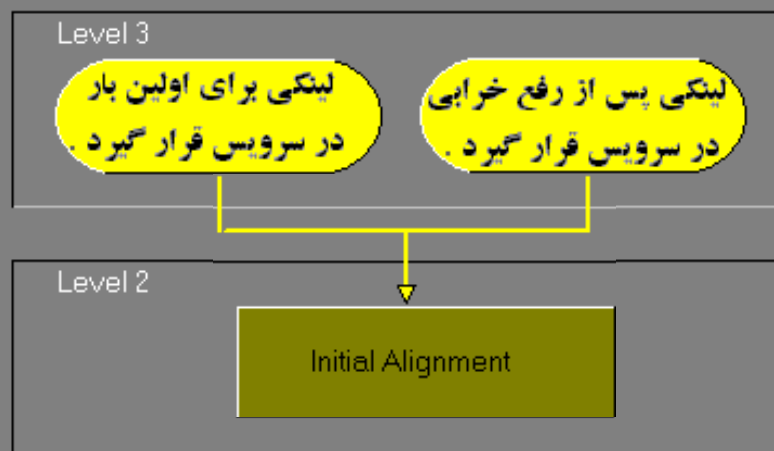 Level 3
لینکی برای اولین بار
در سرویس قرار گیرد .
لینکی پس از رفع خرابی
در سرویس قرار گیرد .
Level 2
Initial Alignment